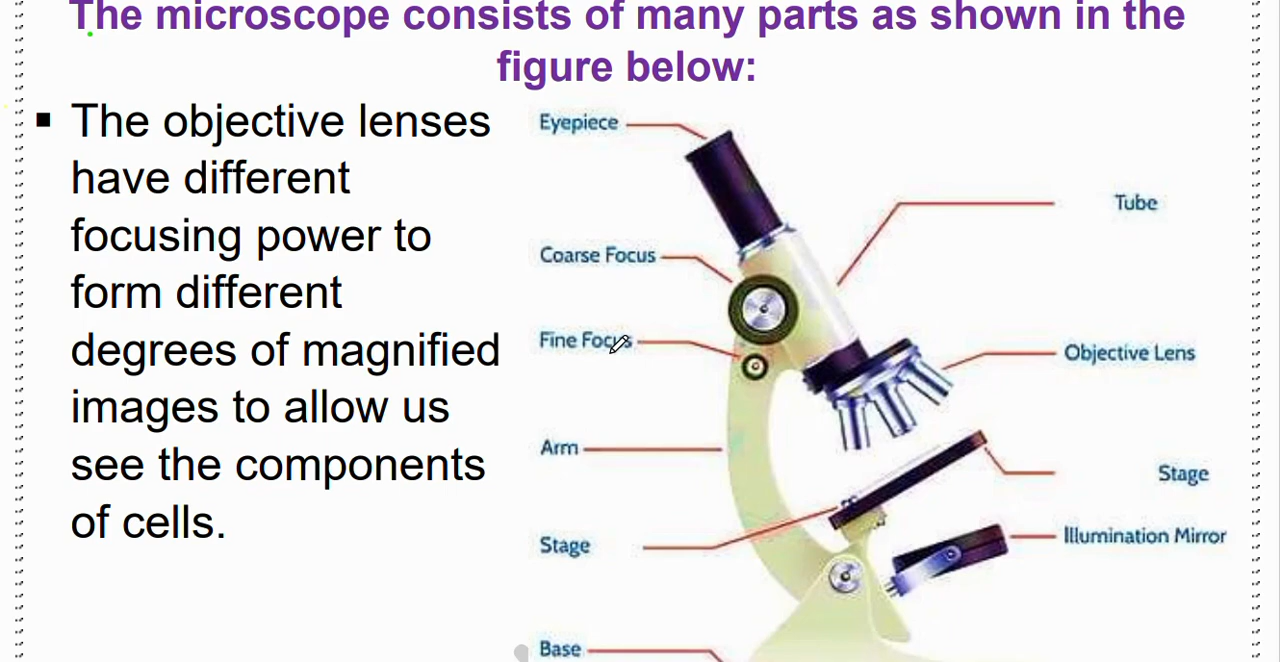 The microscope consists of many parts as shown in the
figure below:
▪ The objective lenses
have different
focusing power to
form different
degrees of magnified
images to allow us
see the components
of cells.
Eyepiece
Tube
Coarse Focus
Fine Focus
Objective Lens
Arm
Stage
Stage
Illumination Mirror
Base